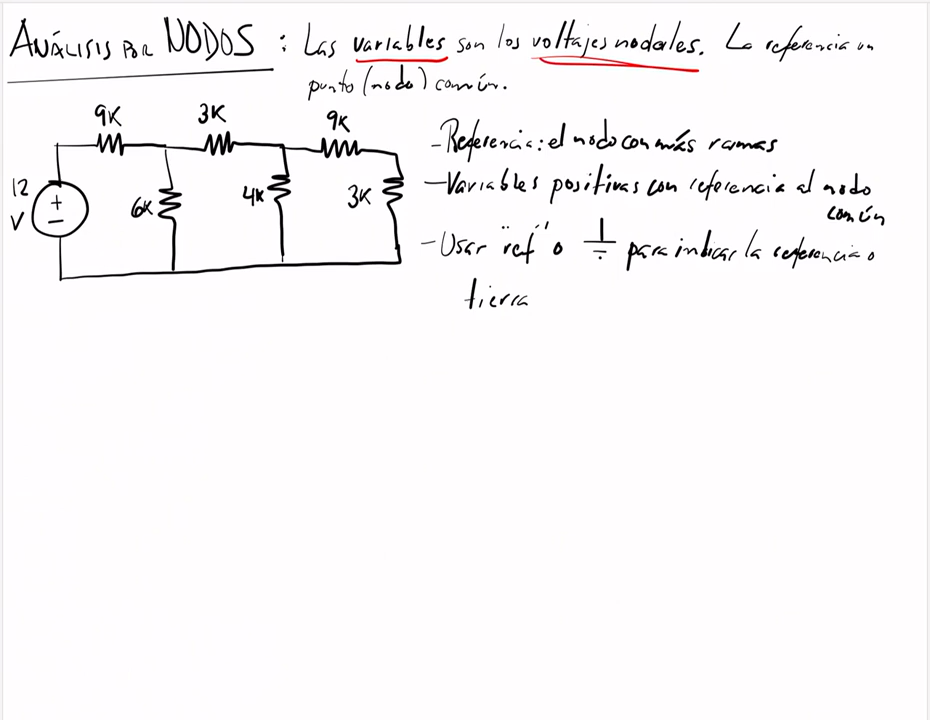 ANÁLISIS POR NODOS : Las variables son los voltajes nodales. La referencia un
punto (nodo) común.
9K 3K 9K
12 V
+
-
6K 4K 3K
- Referencia: el nodo con más ramas
- Variables positivas con referencia al nodo
común
- Usar "ref" o para indicar la referencia o
tierra